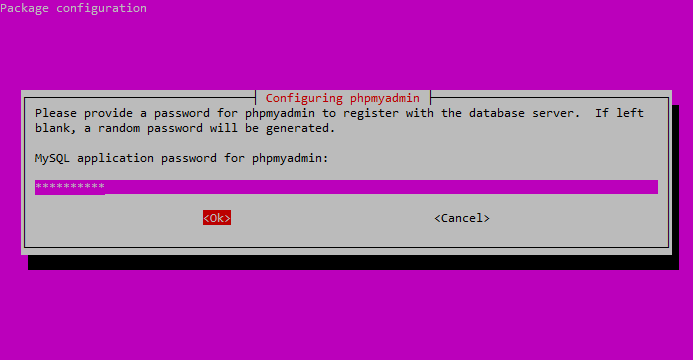 Package configuration
Configuring phpmyadmin
Please provide a password for phpmyadmin to register with the database server.  If left
blank, a random password will be generated.
MySQL application password for phpmyadmin:
**********
<Ok> <Cancel>